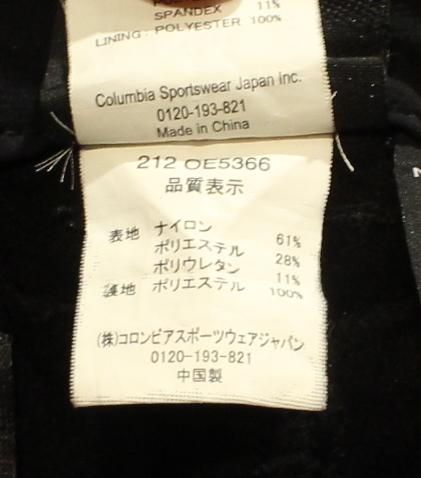 SPANDEX 11%
LINING: POLYESTER 100%
Columbia Sportswear Japan Inc.
0120-193-821
Made in China
212 OE5366
品質表示
表地 ナイロン 61%
ポリエステル 28%
ポリウレタン 11%
裏地 ポリエステル 100%
(株)コロンビアスポーツウェアジャパン
0120-193-821
中国製